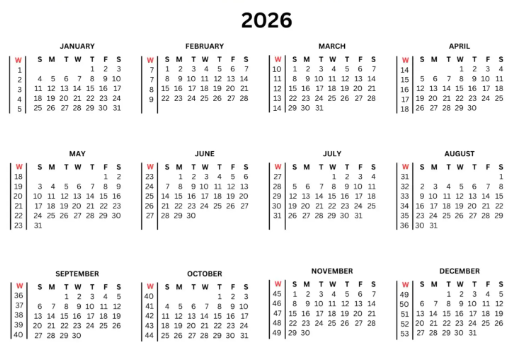 2026
JANUARY
W S M T W T F S
1 1 2 3
2 4 5 6 7 8 9 10
3 11 12 13 14 15 16 17
4 18 19 20 21 22 23 24
5 25 26 27 28 29 30 31
FEBRUARY
W S M T W T F S
7 1 2 3 4 5 6 7
7 8 9 10 11 12 13 14
8 15 16 17 18 19 20 21
9 22 23 24 25 26 27 28
MARCH
W S M T W T F S
10 1 2 3 4 5 6 7
11 8 9 10 11 12 13 14
12 15 16 17 18 19 20 21
13 22 23 24 25 26 27 28
14 29 30 31
APRIL
W S M T W T F S
14 1 2 3 4
15 5 6 7 8 9 10 11
16 12 13 14 15 16 17 18
17 19 20 21 22 23 24 25
18 26 27 28 29 30
MAY
W S M T W T F S
18 1 2
19 3 4 5 6 7 8 9
20 10 11 12 13 14 15 16
21 17 18 19 20 21 22 23
22 24 25 26 27 28 29 30
23 31
JUNE
W S M T W T F S
23 1 2 3 4 5 6
24 7 8 9 10 11 12 13
25 14 15 16 17 18 19 20
26 21 22 23 24 25 26 27
27 28 29 30
JULY
W S M T W T F S
27 1 2 3 4
28 5 6 7 8 9 10 11
29 12 13 14 15 16 17 18
30 19 20 21 22 23 24 25
31 26 27 28 29 30 31
AUGUST
W S M T W T F S
31 1
32 2 3 4 5 6 7 8
33 9 10 11 12 13 14 15
34 16 17 18 19 20 21 22
35 23 24 25 26 27 28 29
36 30 31
SEPTEMBER
W S M T W T F S
36 1 2 3 4 5
37 6 7 8 9 10 11 12
38 13 14 15 16 17 18 19
39 20 21 22 23 24 25 26
40 27 28 29 30
OCTOBER
W S M T W T F S
40 1 2 3
41 4 5 6 7 8 9 10
42 11 12 13 14 15 16 17
43 18 19 20 21 22 23 24
44 25 26 27 28 29 30 31
NOVEMBER
W S M T W T F S
45 1 2 3 4 5 6 7
46 8 9 10 11 12 13 14
47 15 16 17 18 19 20 21
48 22 23 24 25 26 27 28
49 29 30
DECEMBER
W S M T W T F S
49 1 2 3 4 5
50 6 7 8 9 10 11 12
51 13 14 15 16 17 18 19
52 20 21 22 23 24 25 26
53 27 28 29 30 31